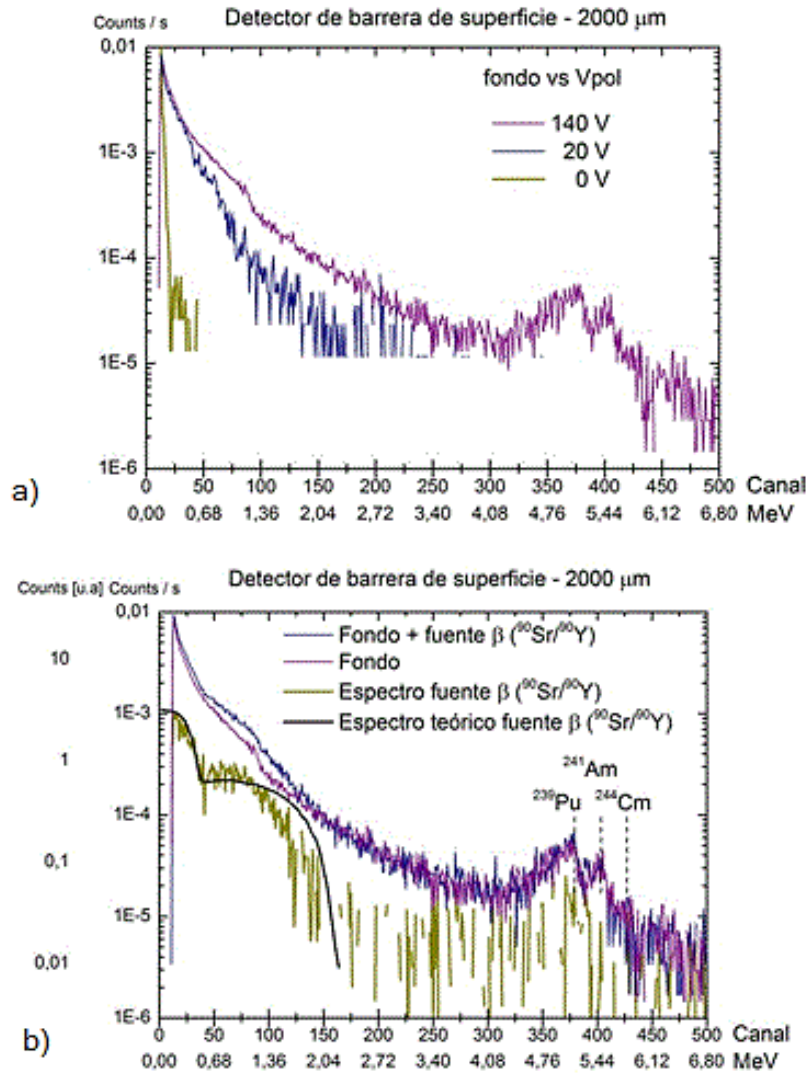 Counts / s Detector de barrera de superficie - 2000 µm
0,01
fondo vs Vpol
140 V
20 V
0 V
1E-3
1E-4
1E-5
1E-6
a)
0 50 100 150 200 250 300 350 400 450 500 Canal
0,00 0,68 1,36 2,04 2,72 3,40 4,08 4,76 5,44 6,12 6,80 MeV
Counts [u.a] Counts / s Detector de barrera de superficie - 2000 µm
0,01
Fondo + fuente β (⁹⁰Sr/⁹⁰Y)
10
Fondo
Espectro fuente β (⁹⁰Sr/⁹⁰Y)
1E-3
Espectro teórico fuente β (⁹⁰Sr/⁹⁰Y)
1
²⁴¹Am
²³⁹Pu ²⁴⁴Cm
1E-4
0,1
1E-5
0,01
1E-6
b)
0 50 100 150 200 250 300 350 400 450 500 Canal
0,00 0,68 1,36 2,04 2,72 3,40 4,08 4,76 5,44 6,12 6,80 MeV